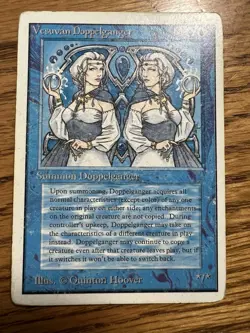 Vesuvan Doppelganger
Summon Doppelganger
Upon summoning, Doppelganger acquires all
normal characteristics (except color) of any one
creature in play on either side; any enchantments
on the original creature are not copied. During
controller's upkeep, Doppelganger may take on
the characteristics of a different creature in play
instead. Doppelganger may continue to copy a
creature even after that creature leaves play, but if
it switches it won't be able to switch back.
Illus. © Quinton Hoover
*/*